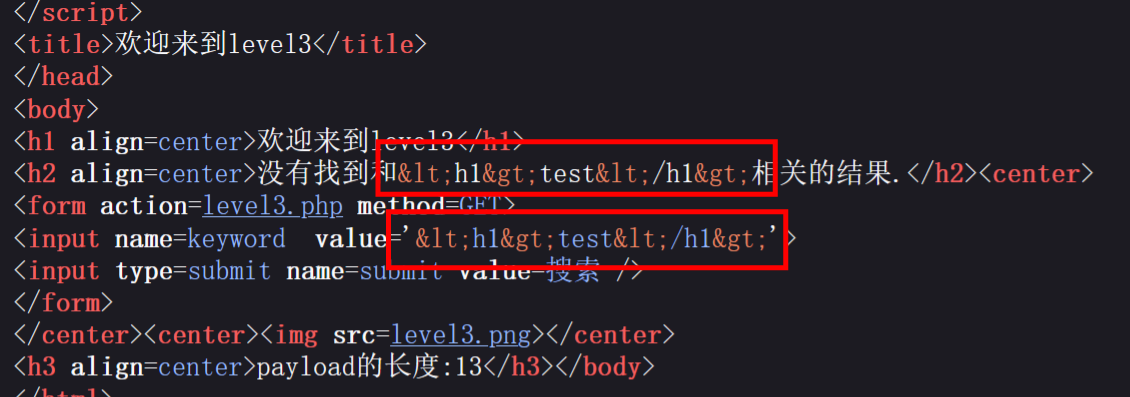 </script>
<title>欢迎来到level3</title>
</head>
<body>
<h1 align=center>欢迎来到level3</h1>
<h2 align=center>没有找到和&lt;h1&gt;test&lt;/h1&gt;相关的结果.</h2><center>
<form action=level3.php method=GET>
<input name=keyword  value='&lt;h1&gt;test&lt;/h1&gt;'>
<input type=submit name=submit value=搜索 />
</form>
</center><center><img src=level3.png></center>
<h3 align=center>payload的长度:13</h3></body>
</html>